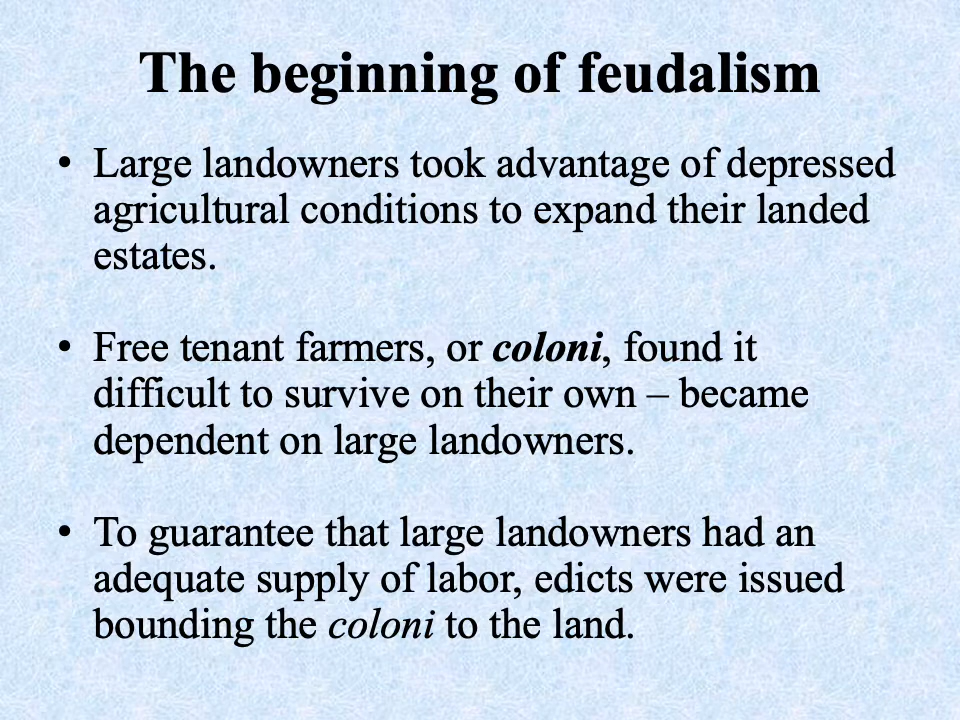 The beginning of feudalism
• Large landowners took advantage of depressed
agricultural conditions to expand their landed
estates.
• Free tenant farmers, or coloni, found it
difficult to survive on their own – became
dependent on large landowners.
• To guarantee that large landowners had an
adequate supply of labor, edicts were issued
bounding the coloni to the land.